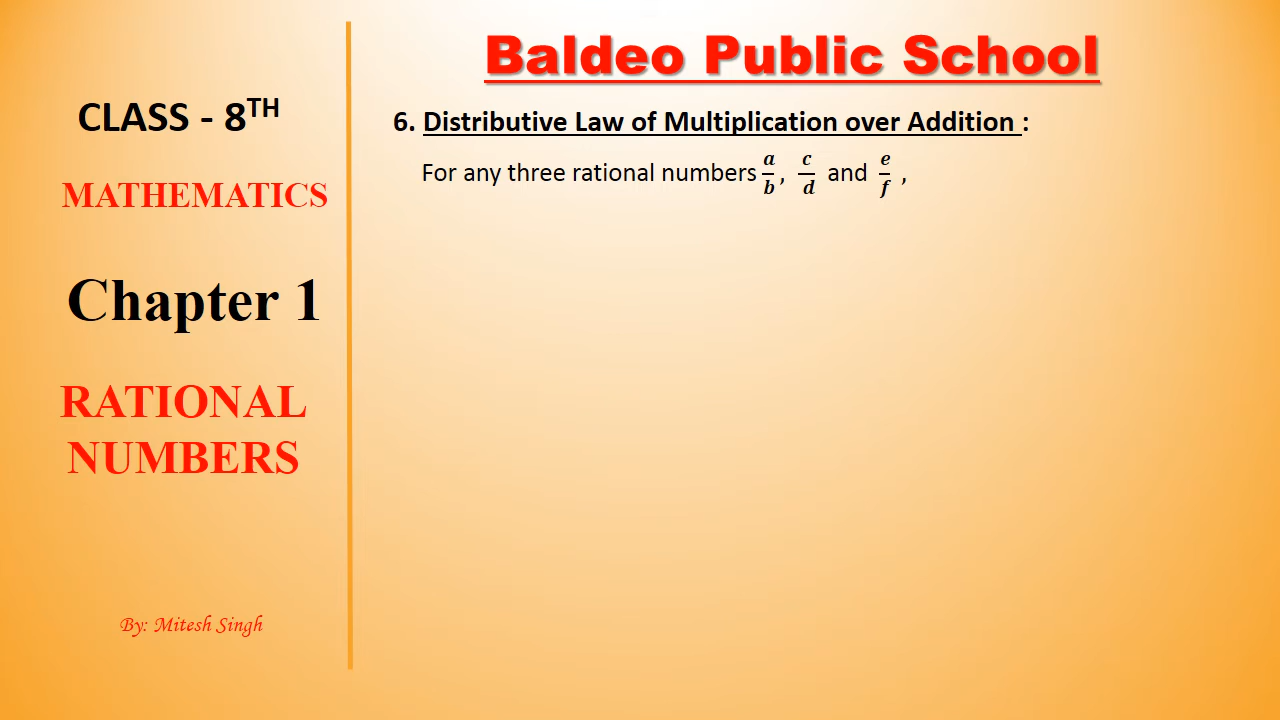 Baldeo Public School
CLASS - 8TH
MATHEMATICS
Chapter 1
RATIONAL
NUMBERS
By: Mitesh Singh
6. Distributive Law of Multiplication over Addition :
For any three rational numbers a/b, c/d and e/f ,